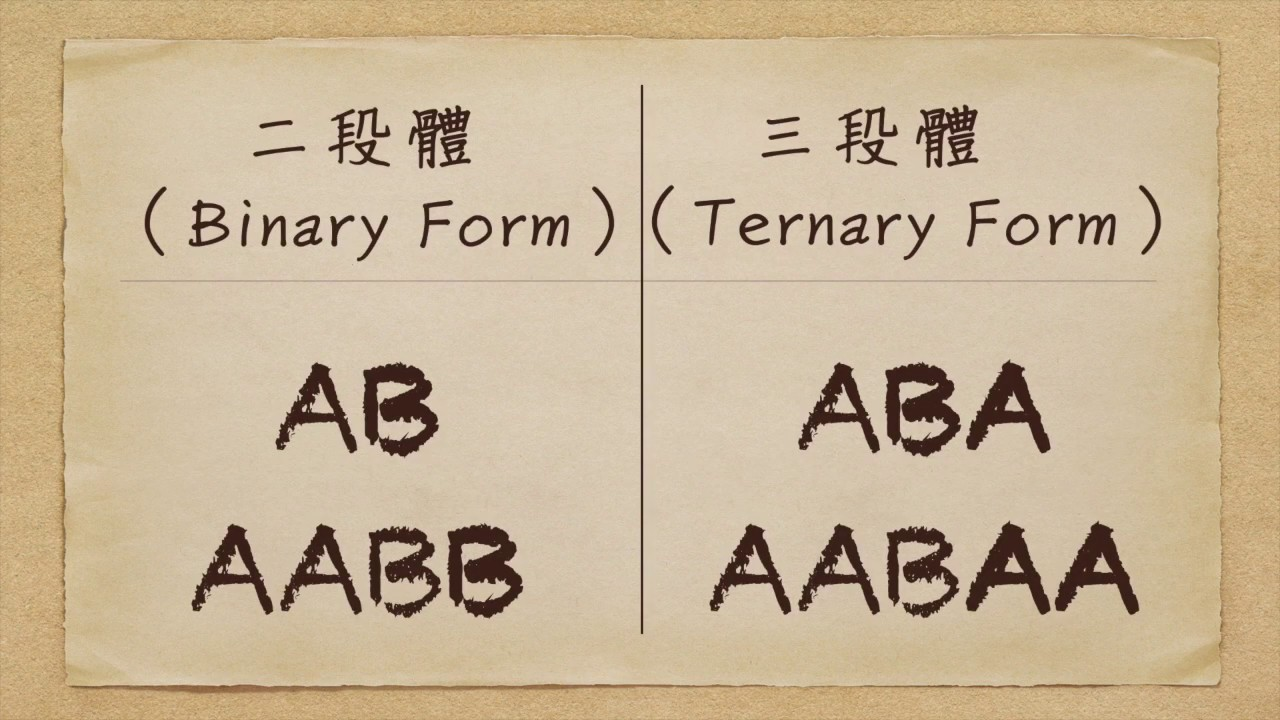 二段體
(Binary Form)
AB
AABB
三段體
(Ternary Form)
ABA
AABAA